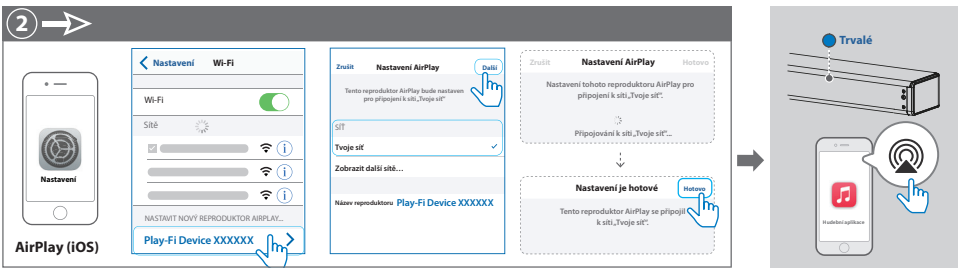 2
Nastavení
AirPlay (iOS)
Nastavení Wi-Fi
Wi-Fi
Sítě
NASTAVIT NOVÝ REPRODUKTOR AIRPLAY...
Play-Fi Device XXXXXX
Zrušit Nastavení AirPlay Další
Tento reproduktor AirPlay bude nastaven
pro připojení k síti „Tvoje síť“
SÍŤ
Tvoje síť
Zobrazit další sítě…
Název reproduktoru Play-Fi Device XXXXXX
Zrušit Nastavení AirPlay Hotovo
Nastavení tohoto reproduktoru AirPlay pro
připojení k síti „Tvoje síť“.
Připojování k síti „Tvoje síť“...
Nastavení je hotové Hotovo
Tento reproduktor AirPlay se připojil
k síti „Tvoje síť“.
Trvalé
Hudební aplikace